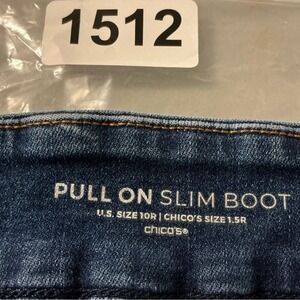 1512
PULL ON SLIM BOOT
U.S. SIZE 10R | CHICO'S SIZE 1.5R
chico's®